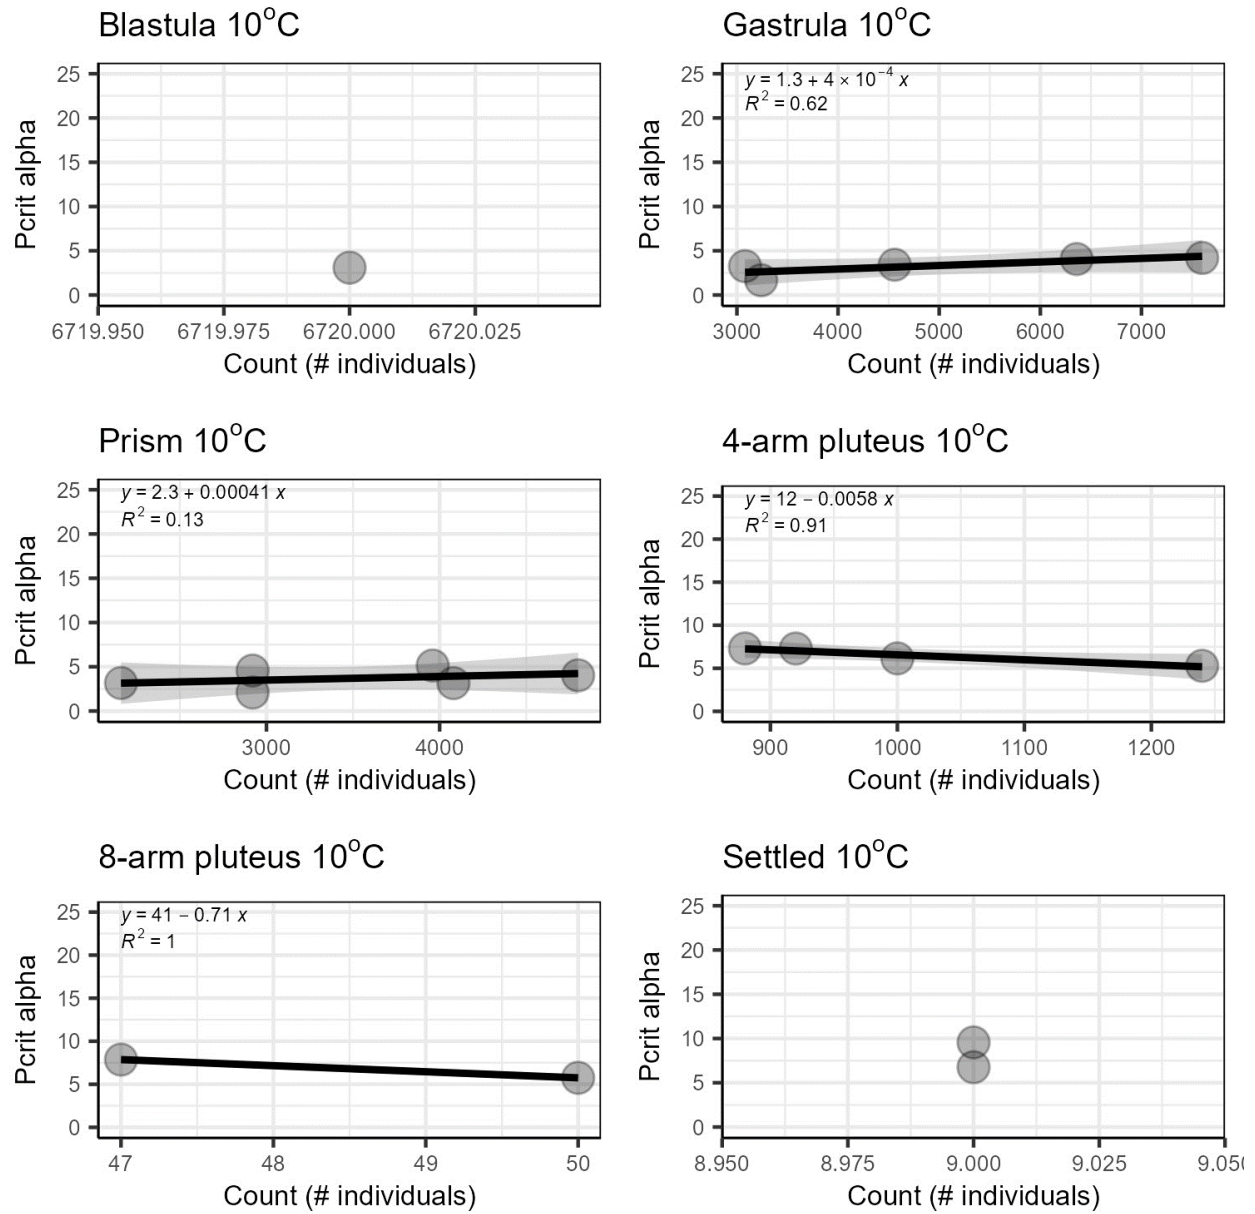 Blastula 10°C
25
20
15
10
5
0
Pcrit alpha
6719.950 6719.975 6720.000 6720.025
Count (# individuals)
Gastrula 10°C
y = 1.3 + 4 × 10⁻⁴ x
R² = 0.62
25
20
15
10
5
0
Pcrit alpha
3000 4000 5000 6000 7000
Count (# individuals)
Prism 10°C
y = 2.3 + 0.00041 x
R² = 0.13
25
20
15
10
5
0
Pcrit alpha
3000 4000
Count (# individuals)
4-arm pluteus 10°C
y = 12 − 0.0058 x
R² = 0.91
25
20
15
10
5
0
Pcrit alpha
900 1000 1100 1200
Count (# individuals)
8-arm pluteus 10°C
y = 41 − 0.71 x
R² = 1
25
20
15
10
5
0
Pcrit alpha
47 48 49 50
Count (# individuals)
Settled 10°C
25
20
15
10
5
0
Pcrit alpha
8.950 8.975 9.000 9.025 9.05
Count (# individuals)